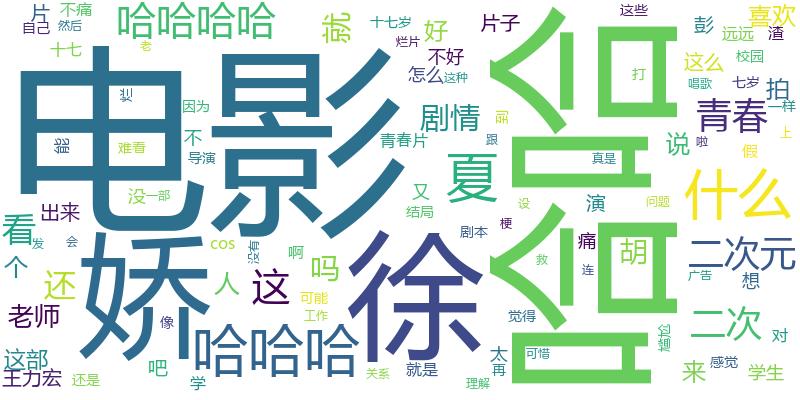 哈哈哈哈
就
片
自己
不痛
然后
十七岁
老
片子
烂片
这些
喜欢
彭
远远
渣
电影
哈哈
十七
烂
因为
不
能
难看
导演
好
不好
怎么
这种
剧情
青春片
跟
丽
打
这么
校园
七岁
拍
唱歌
一样
青春
啦
假
上
说
真是
夏
没
一部
又
结局
什么
演
设
问题
看
出来
发
会
个
娇
cos
没有
啊
这
吗
徐
剧本
梗
痛
胡
救
连
二次元
广告
想
还
人
可能
工作
老师
像
哈哈哈
觉得
太
再
可惜
二次
对
尴尬
这部
王力宏
还是
吧
学
关系
就是
理解
来
感觉
学生